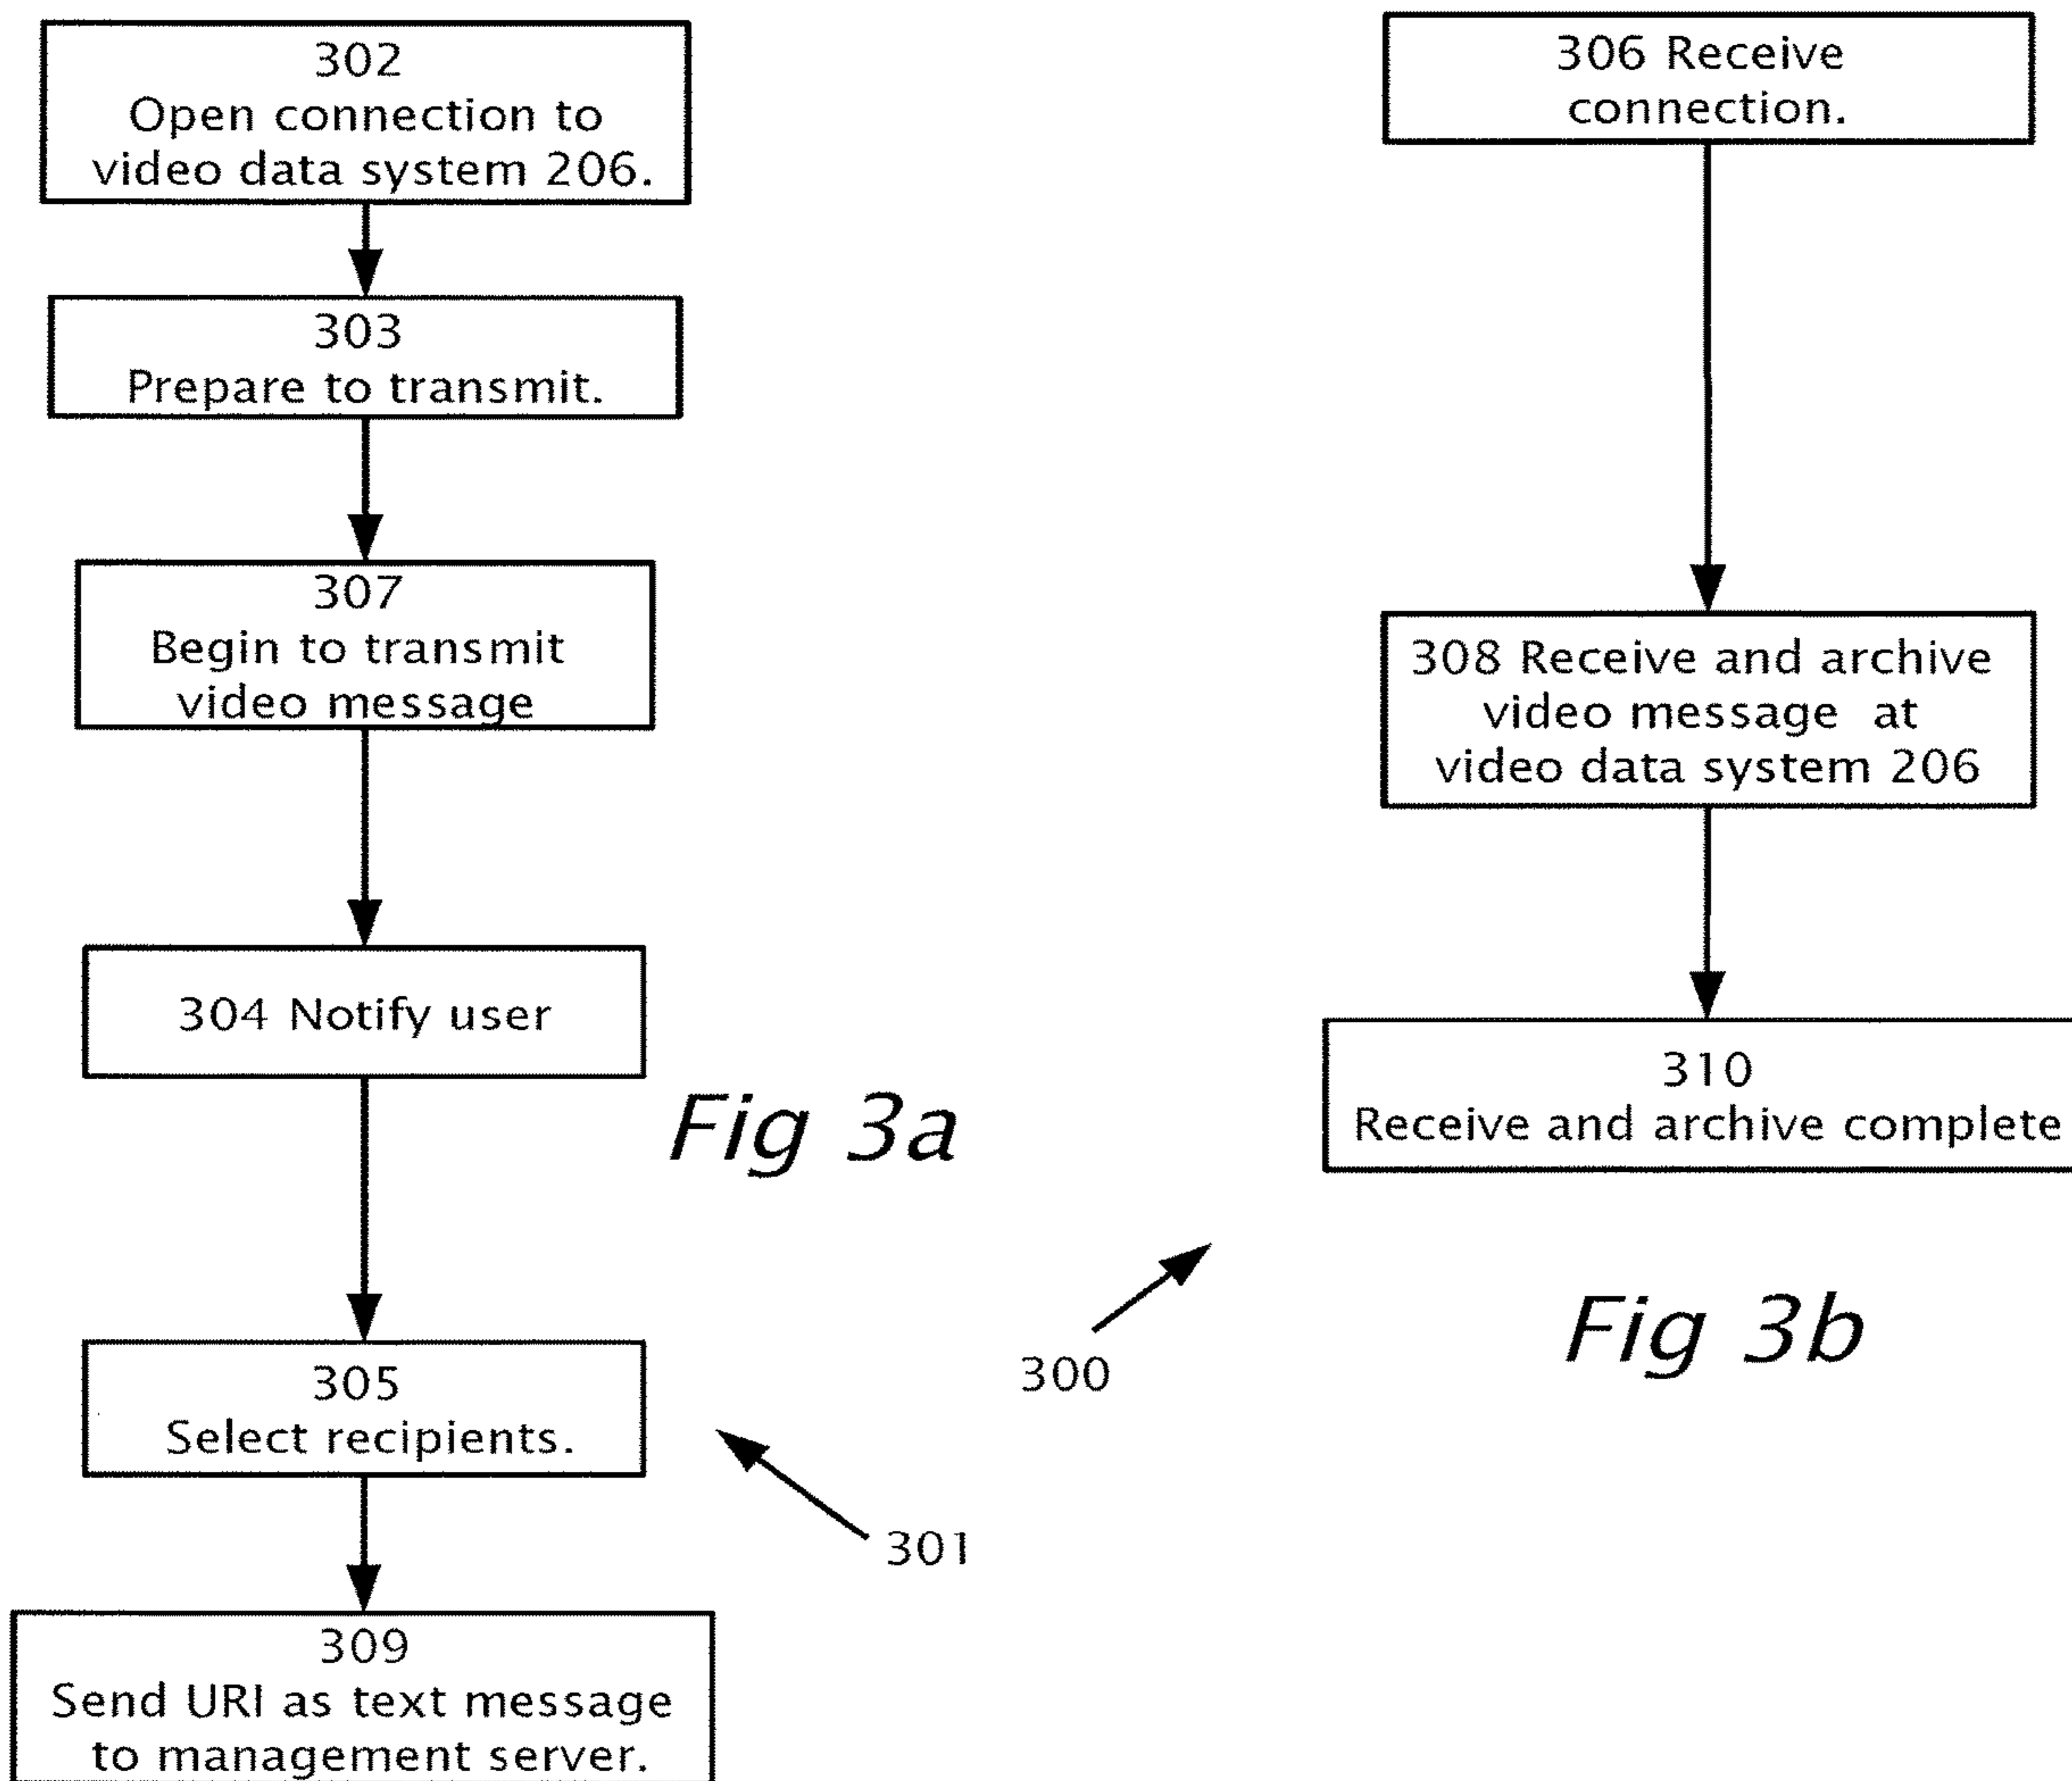 302
Open connection to
video data system 206.
303
Prepare to transmit.
307
Begin to transmit
video message
304 Notify user
305
Select recipients.
309
Send URI as text message
to management server.
Fig 3a
301
306 Receive
connection.
308 Receive and archive
video message at
video data system 206
310
Receive and archive complete
300
Fig 3b